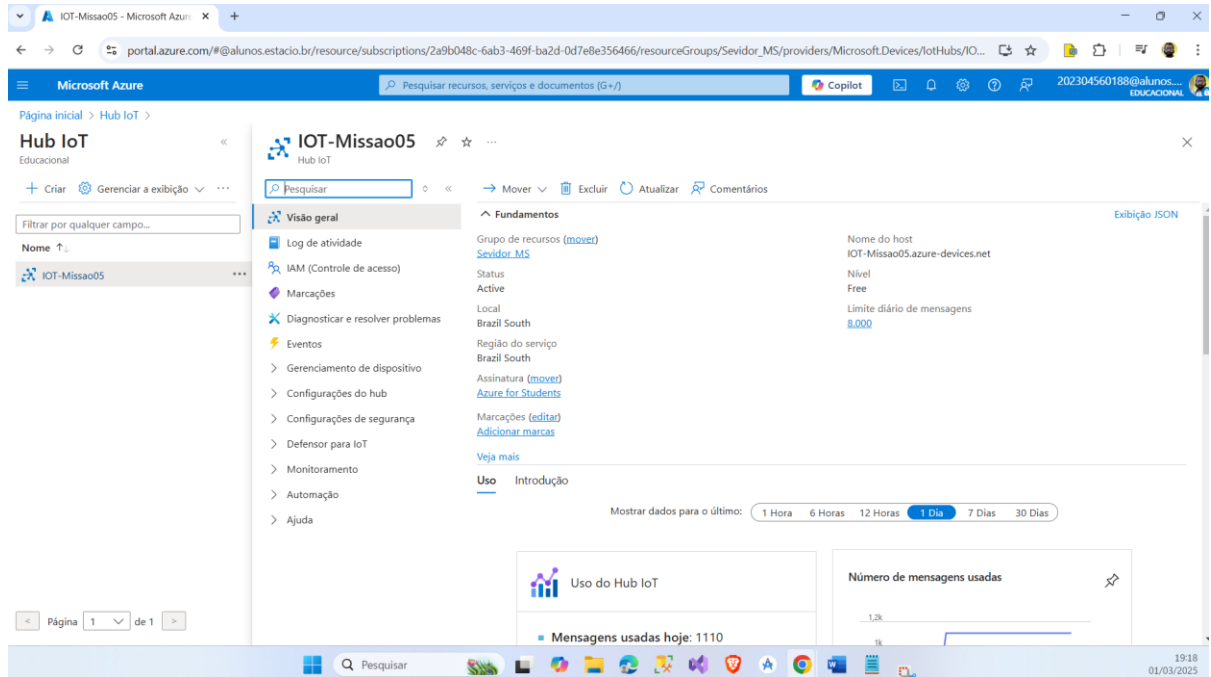 IOT-Missao05 - Microsoft Azure
portal.azure.com/#@alunos.estacio.br/resource/subscriptions/2a9b048c-6ab3-469f-ba2d-0d7e8e356466/resourceGroups/Sevidor_MS/providers/Microsoft.Devices/IotHubs/IO...
Microsoft Azure
Pesquisar recursos, serviços e documentos (G+/)
Copilot
202304560188@alunos....
EDUCACIONAL
Página inicial > Hub IoT >
Hub IoT
Educacional
Criar
Gerenciar a exibição
Filtrar por qualquer campo...
Nome
IOT-Missao05
Página 1 de 1
IOT-Missao05
Hub IoT
Pesquisar
Visão geral
Log de atividade
IAM (Controle de acesso)
Marcações
Diagnosticar e resolver problemas
Eventos
Gerenciamento de dispositivo
Configurações do hub
Configurações de segurança
Defensor para IoT
Monitoramento
Automação
Ajuda
Mover
Excluir
Atualizar
Comentários
Fundamentos
Exibição JSON
Grupo de recursos (mover)
Sevidor_MS
Status
Active
Local
Brazil South
Região do serviço
Brazil South
Assinatura (mover)
Azure for Students
Marcações (editar)
Adicionar marcas
Veja mais
Nome do host
IOT-Missao05.azure-devices.net
Nível
Free
Limite diário de mensagens
8.000
Uso Introdução
Mostrar dados para o último: 1 Hora 6 Horas 12 Horas 1 Dia 7 Dias 30 Dias
Uso do Hub IoT
Mensagens usadas hoje: 1110
Número de mensagens usadas
1,2k
1k
Pesquisar
19:18
01/03/2025